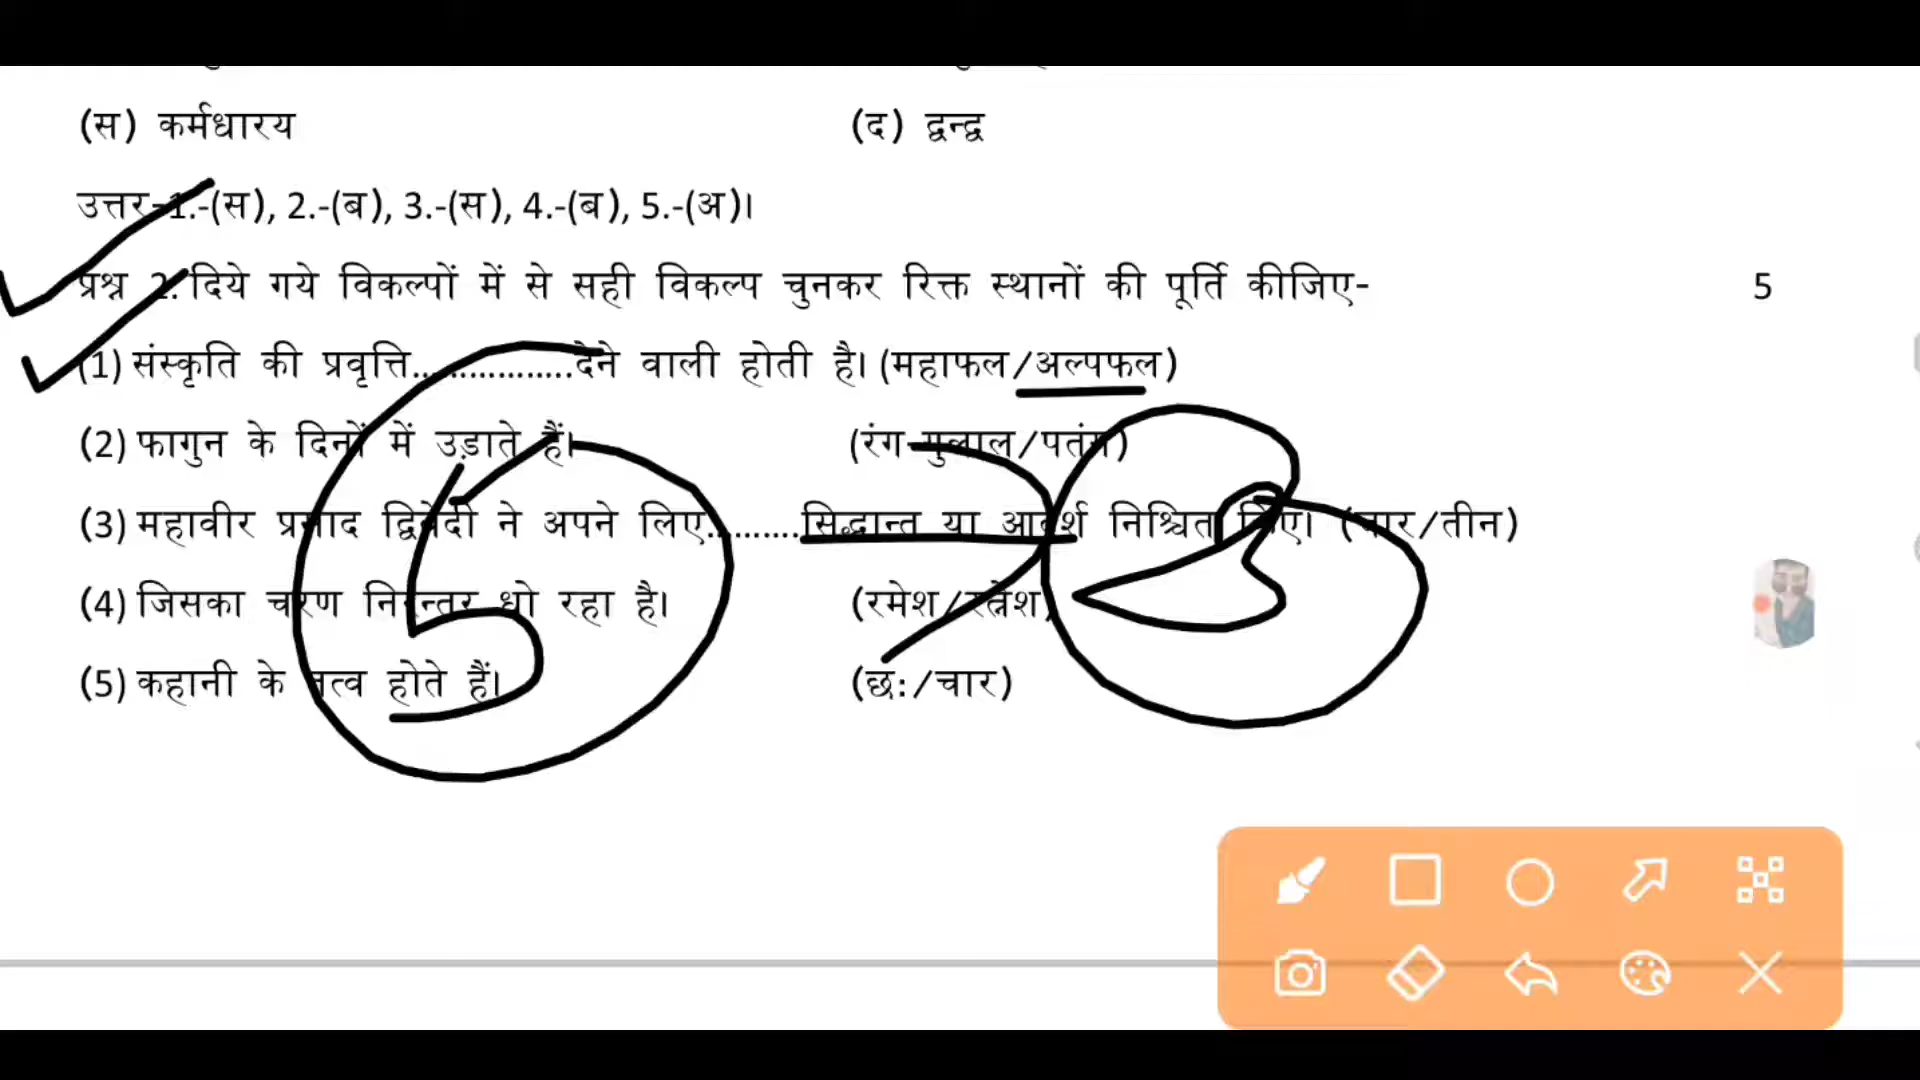 (स) कर्मधारय (द) द्वन्द्व
उत्तर-1.-(स), 2.-(ब), 3.-(स), 4.-(ब), 5.-(अ)।
प्रश्न 2. दिये गये विकल्पों में से सही विकल्प चुनकर रिक्त स्थानों की पूर्ति कीजिए- 5
(1) संस्कृति की प्रवृत्ति.................देने वाली होती है। (महाफल/अल्पफल)
(2) फागुन के दिनों में उड़ाते हैं। (रंग-गुलाल/पतंग)
(3) महावीर प्रसाद द्विवेदी ने अपने लिए..........सिद्धान्त या आदर्श निश्चित किए। (चार/तीन)
(4) जिसका चरण निरन्तर धो रहा है। (रमेश/रत्नेश)
(5) कहानी के तत्व होते हैं। (छः/चार)